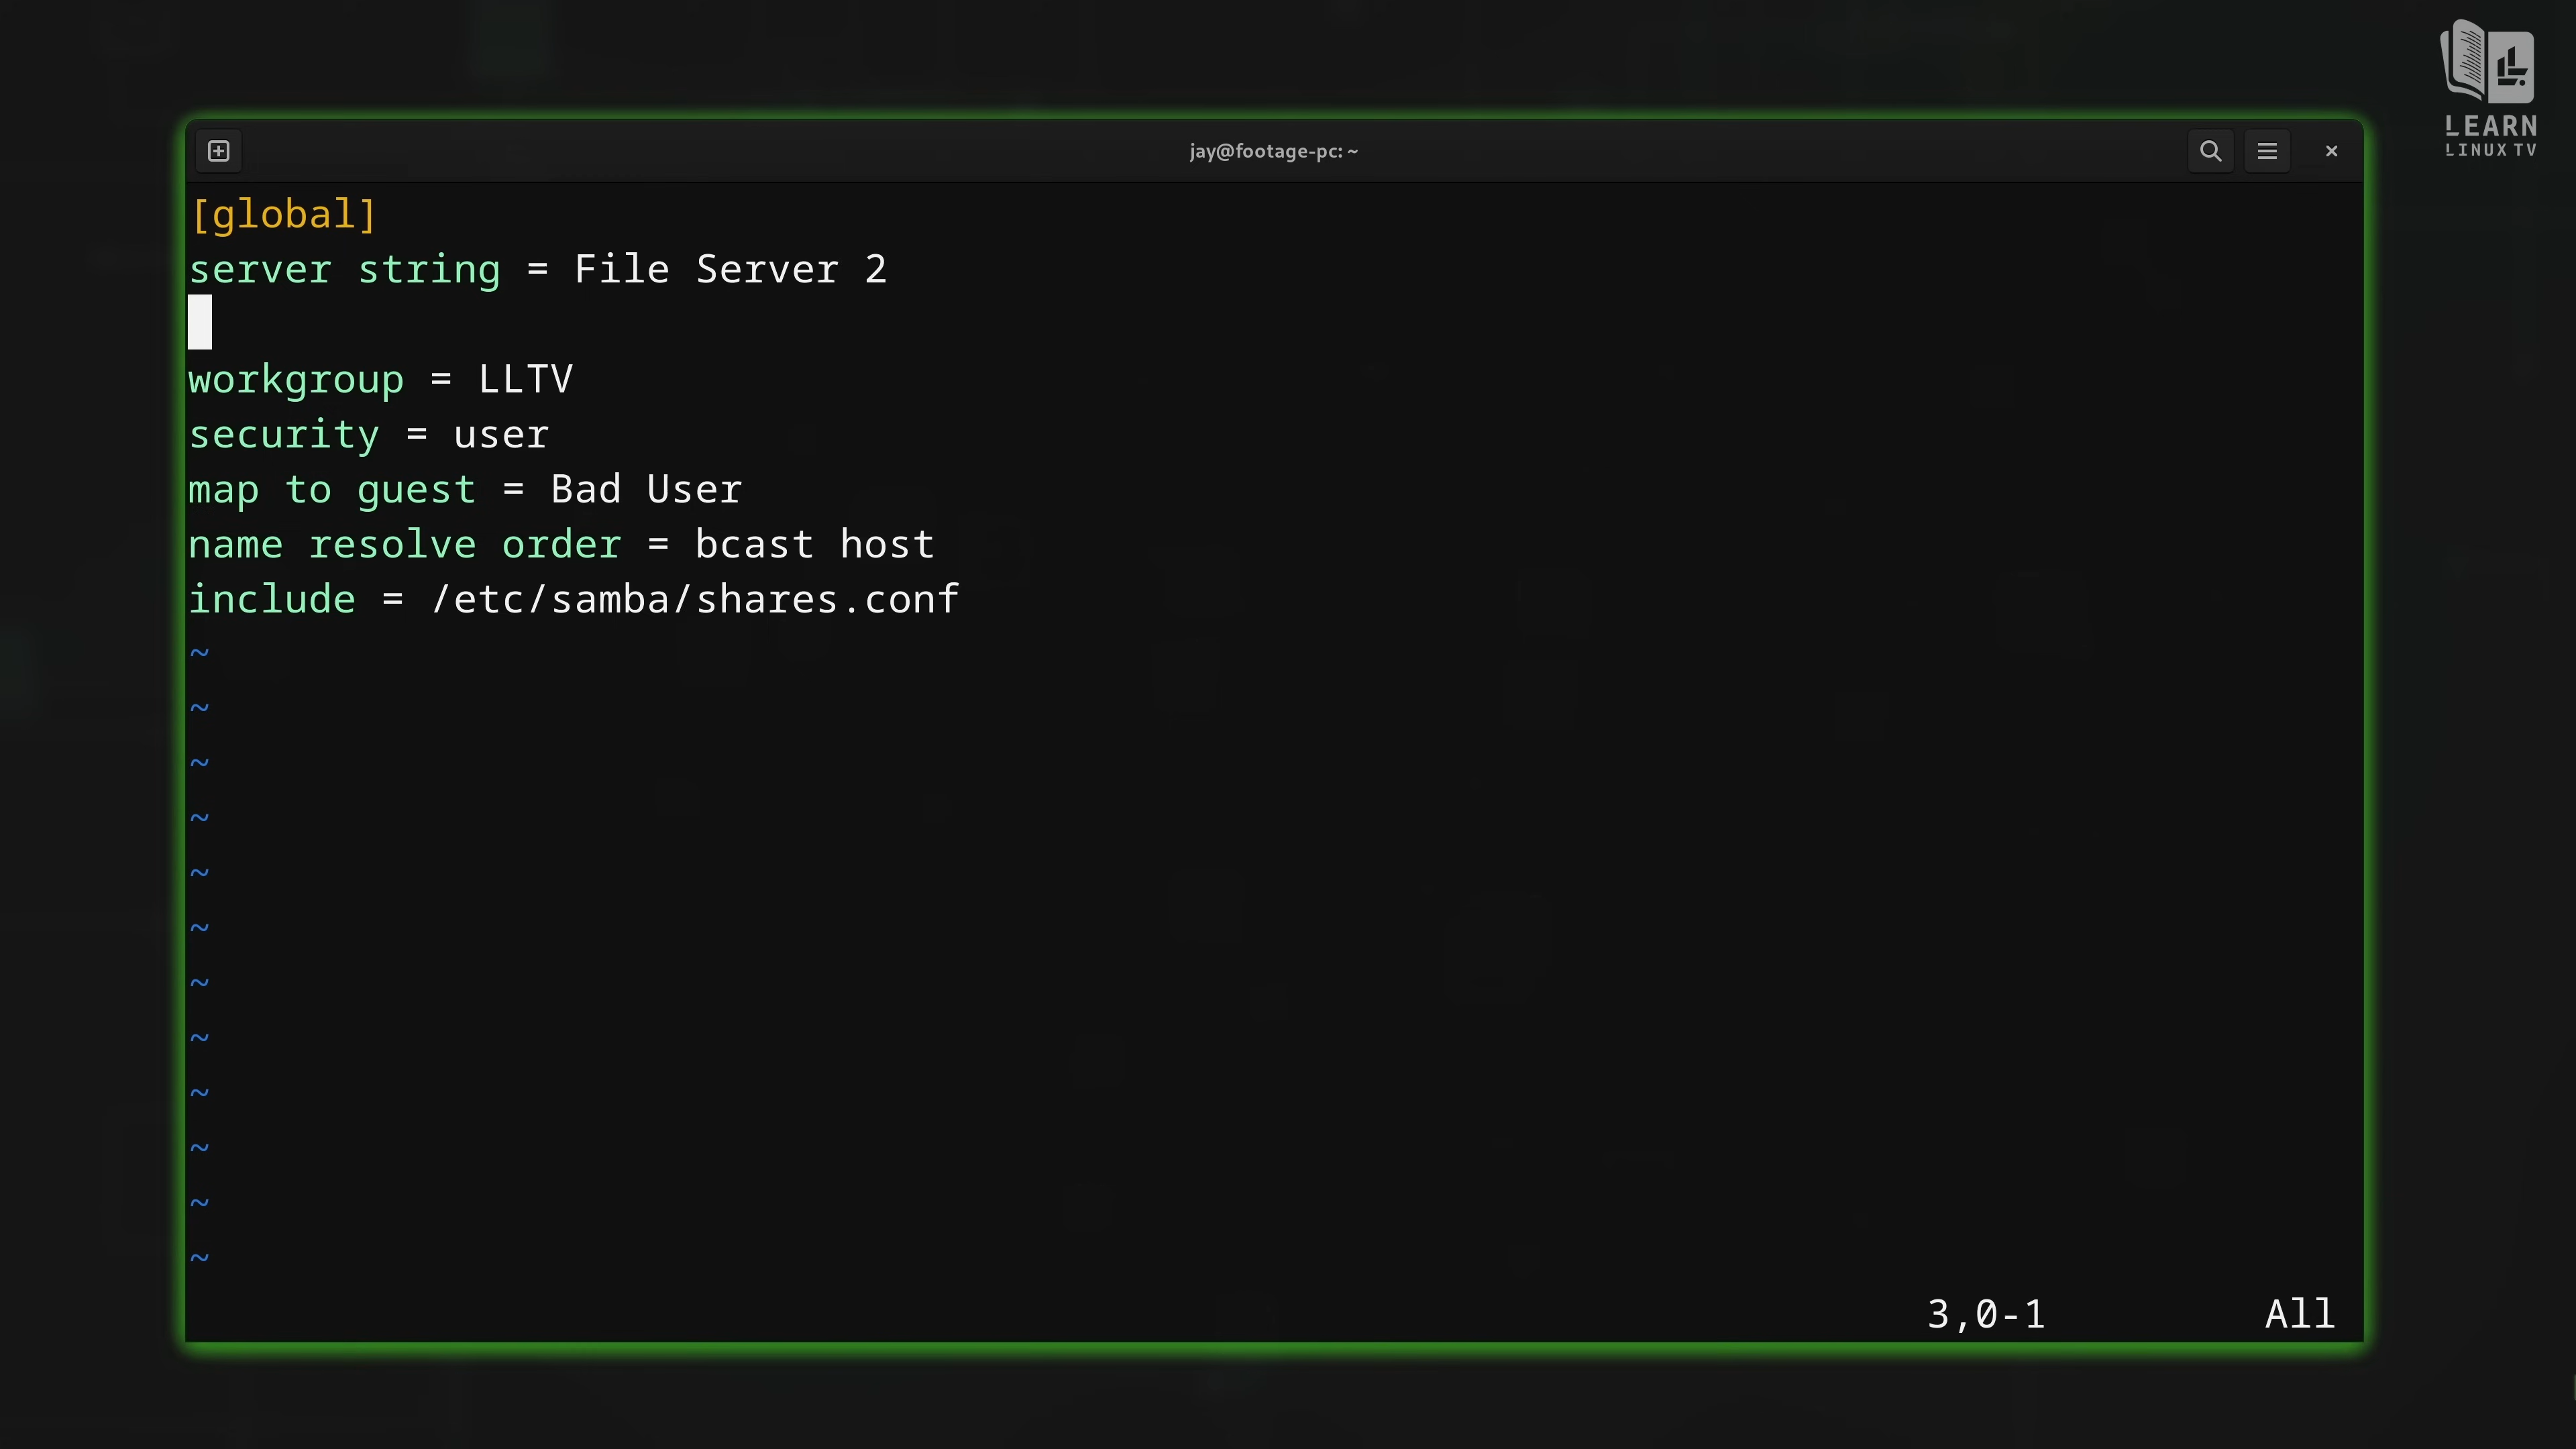 LEARN
LINUX TV
jay@footage-pc: ~
[global]
server string = File Server 2
workgroup = LLTV
security = user
map to guest = Bad User
name resolve order = bcast host
include = /etc/samba/shares.conf
~
~
~
~
~
~
~
~
~
~
~
~
3,0-1 All